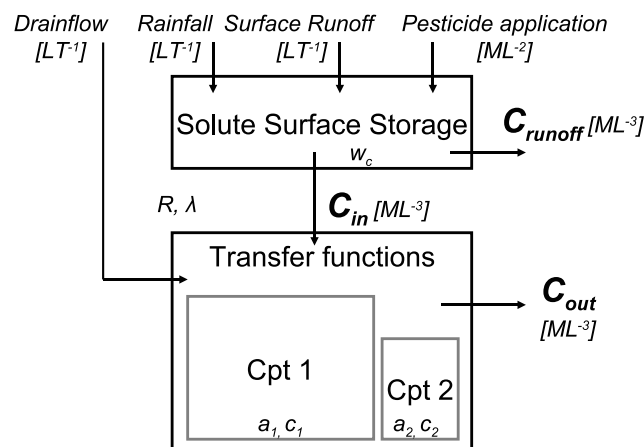 Drainflow Rainfall Surface Runoff Pesticide application
[LT⁻¹] [LT⁻¹] [LT⁻¹] [ML⁻²]
Solute Surface Storage
w_c
C_runoff [ML⁻³]
R, λ
C_in [ML⁻³]
Transfer functions
C_out
[ML⁻³]
Cpt 1
a₁, c₁
Cpt 2
a₂, c₂